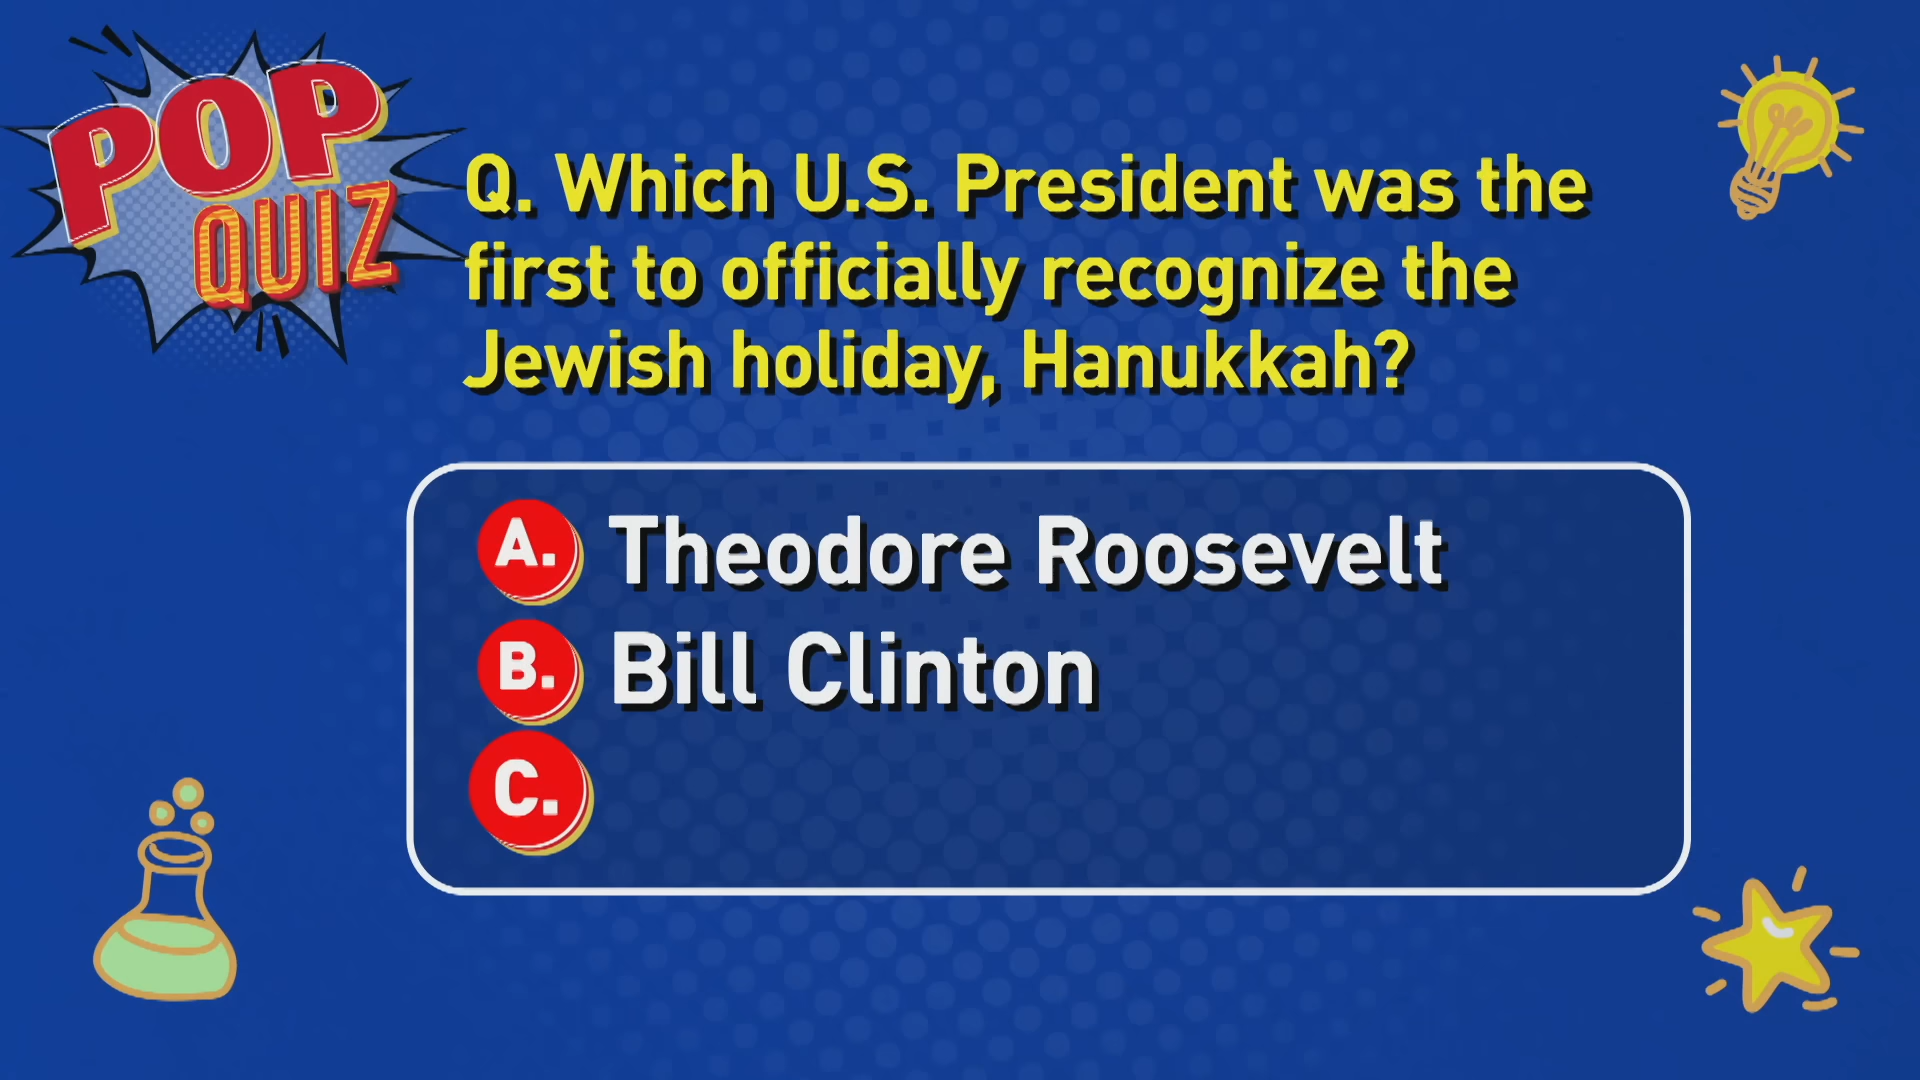 POP
QUIZ
Q. Which U.S. President was the
first to officially recognize the
Jewish holiday, Hanukkah?
A. Theodore Roosevelt
B. Bill Clinton
C.